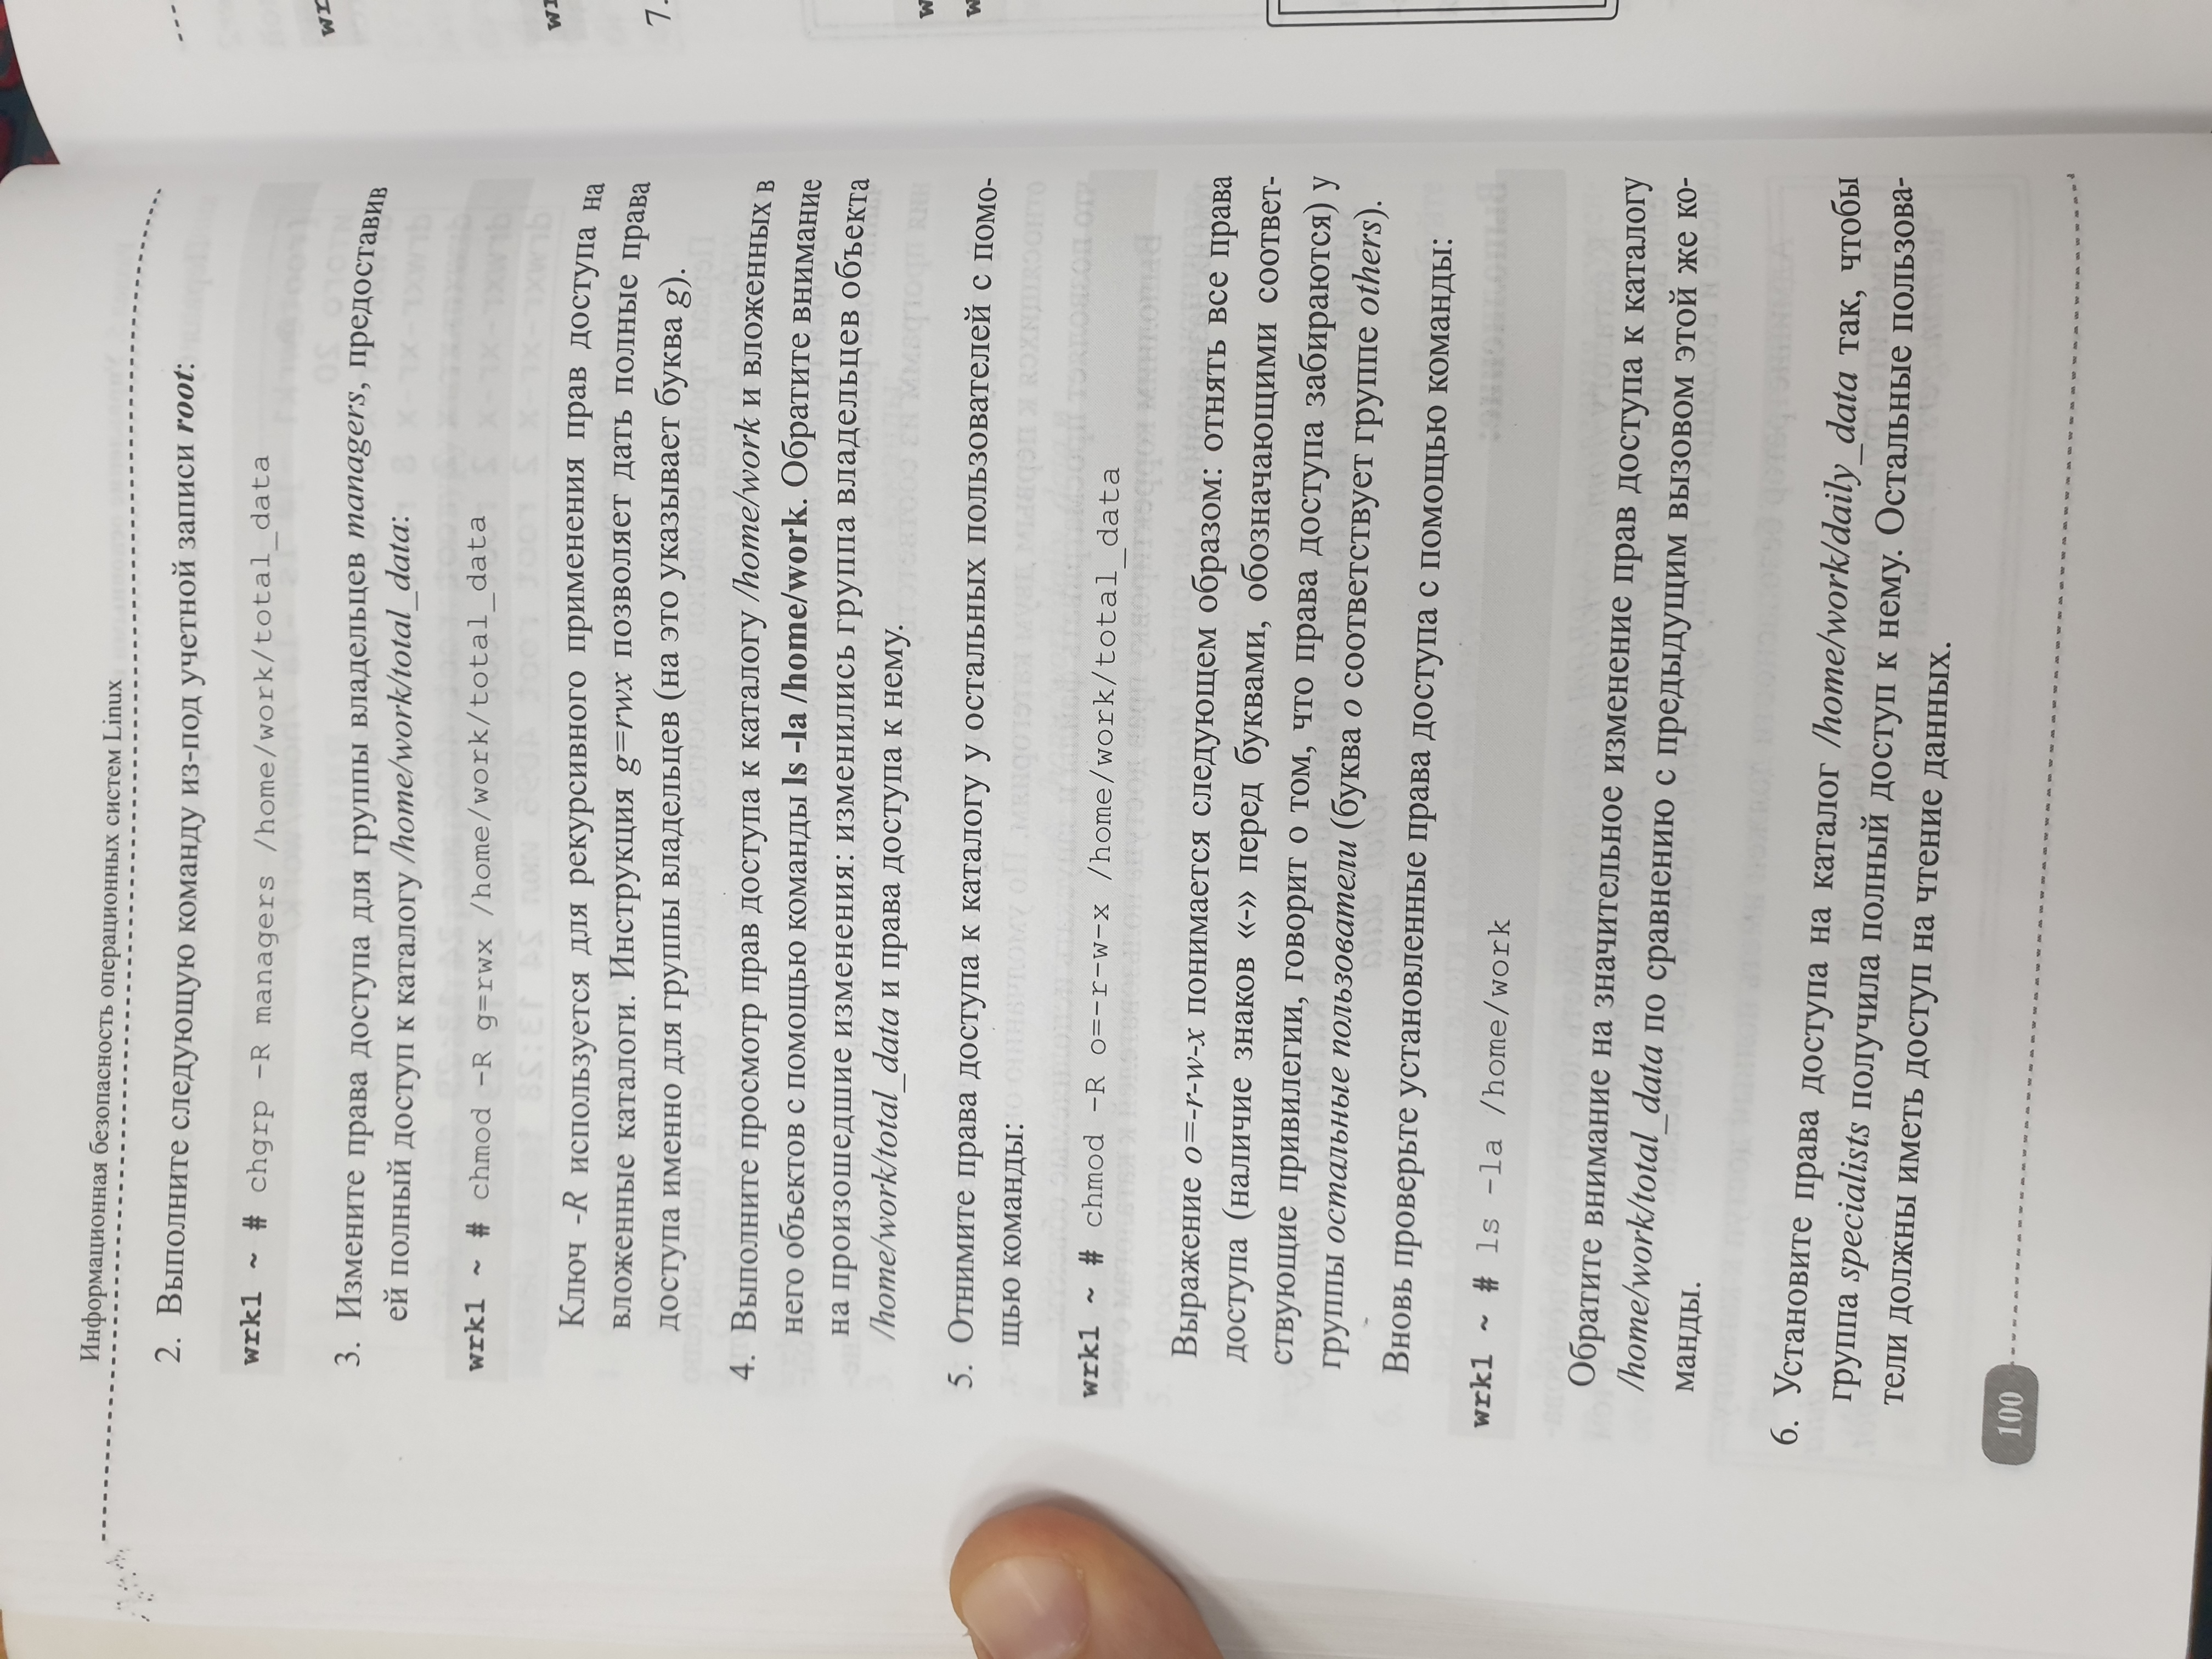 Информационная безопасность операционных систем Linux
2. Выполните следующую команду из-под учетной записи root:
wrk1 ~ # chgrp -R managers /home/work/total_data
3. Измените права доступа для группы владельцев managers, предоставив
ей полный доступ к каталогу /home/work/total_data:
wrk1 ~ # chmod -R g=rwx /home/work/total_data
Ключ -R используется для рекурсивного применения прав доступа на
вложенные каталоги. Инструкция g=rwx позволяет дать полные права
доступа именно для группы владельцев (на это указывает буква g).
4. Выполните просмотр прав доступа к каталогу /home/work и вложенных в
него объектов с помощью команды ls -la /home/work. Обратите внимание
на произошедшие изменения: изменились группа владельцев объекта
/home/work/total_data и права доступа к нему.
5. Отнимите права доступа к каталогу у остальных пользователей с помо-
щью команды:
wrk1 ~ # chmod -R o=-r-w-x /home/work/total_data
Выражение o=-r-w-x понимается следующем образом: отнять все права
доступа (наличие знаков «-» перед буквами, обозначающими соответ-
ствующие привилегии, говорит о том, что права доступа забираются) у
группы остальные пользователи (буква o соответствует группе others).
Вновь проверьте установленные права доступа с помощью команды:
wrk1 ~ # ls -la /home/work
Обратите внимание на значительное изменение прав доступа к каталогу
/home/work/total_data по сравнению с предыдущим вызовом этой же ко-
манды.
6. Установите права доступа на каталог /home/work/daily_data так, чтобы
группа specialists получила полный доступ к нему. Остальные пользова-
тели должны иметь доступ на чтение данных.
100
7.